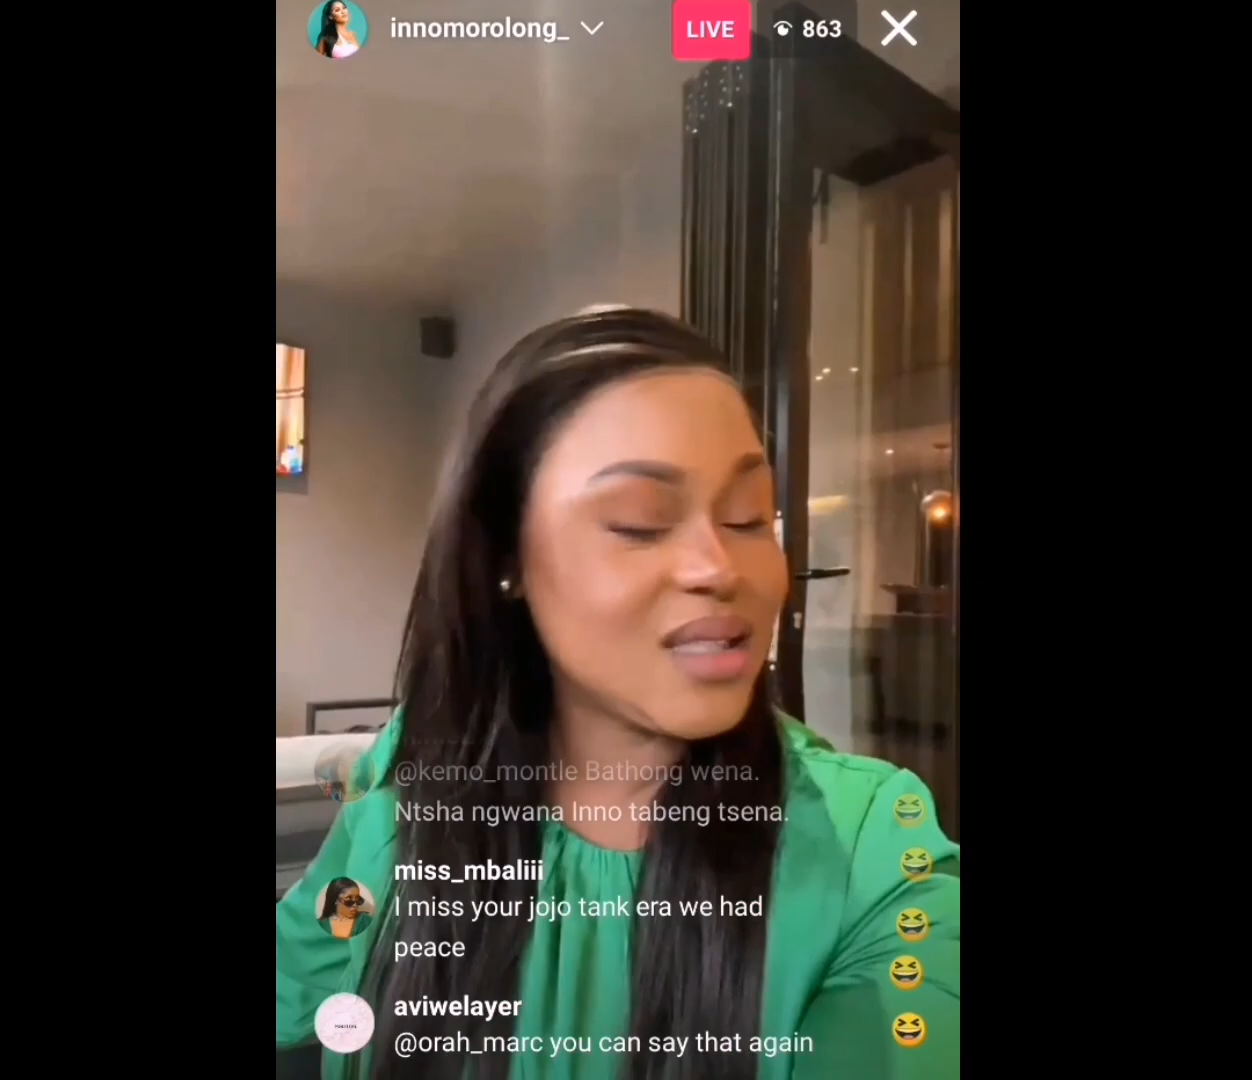 innomorolong_
LIVE
863
@kemo_montle Bathong wena.
Ntsha ngwana Inno tabeng tsena.
miss_mbaliii
I miss your jojo tank era we had
peace
aviwelayer
@orah_marc you can say that again